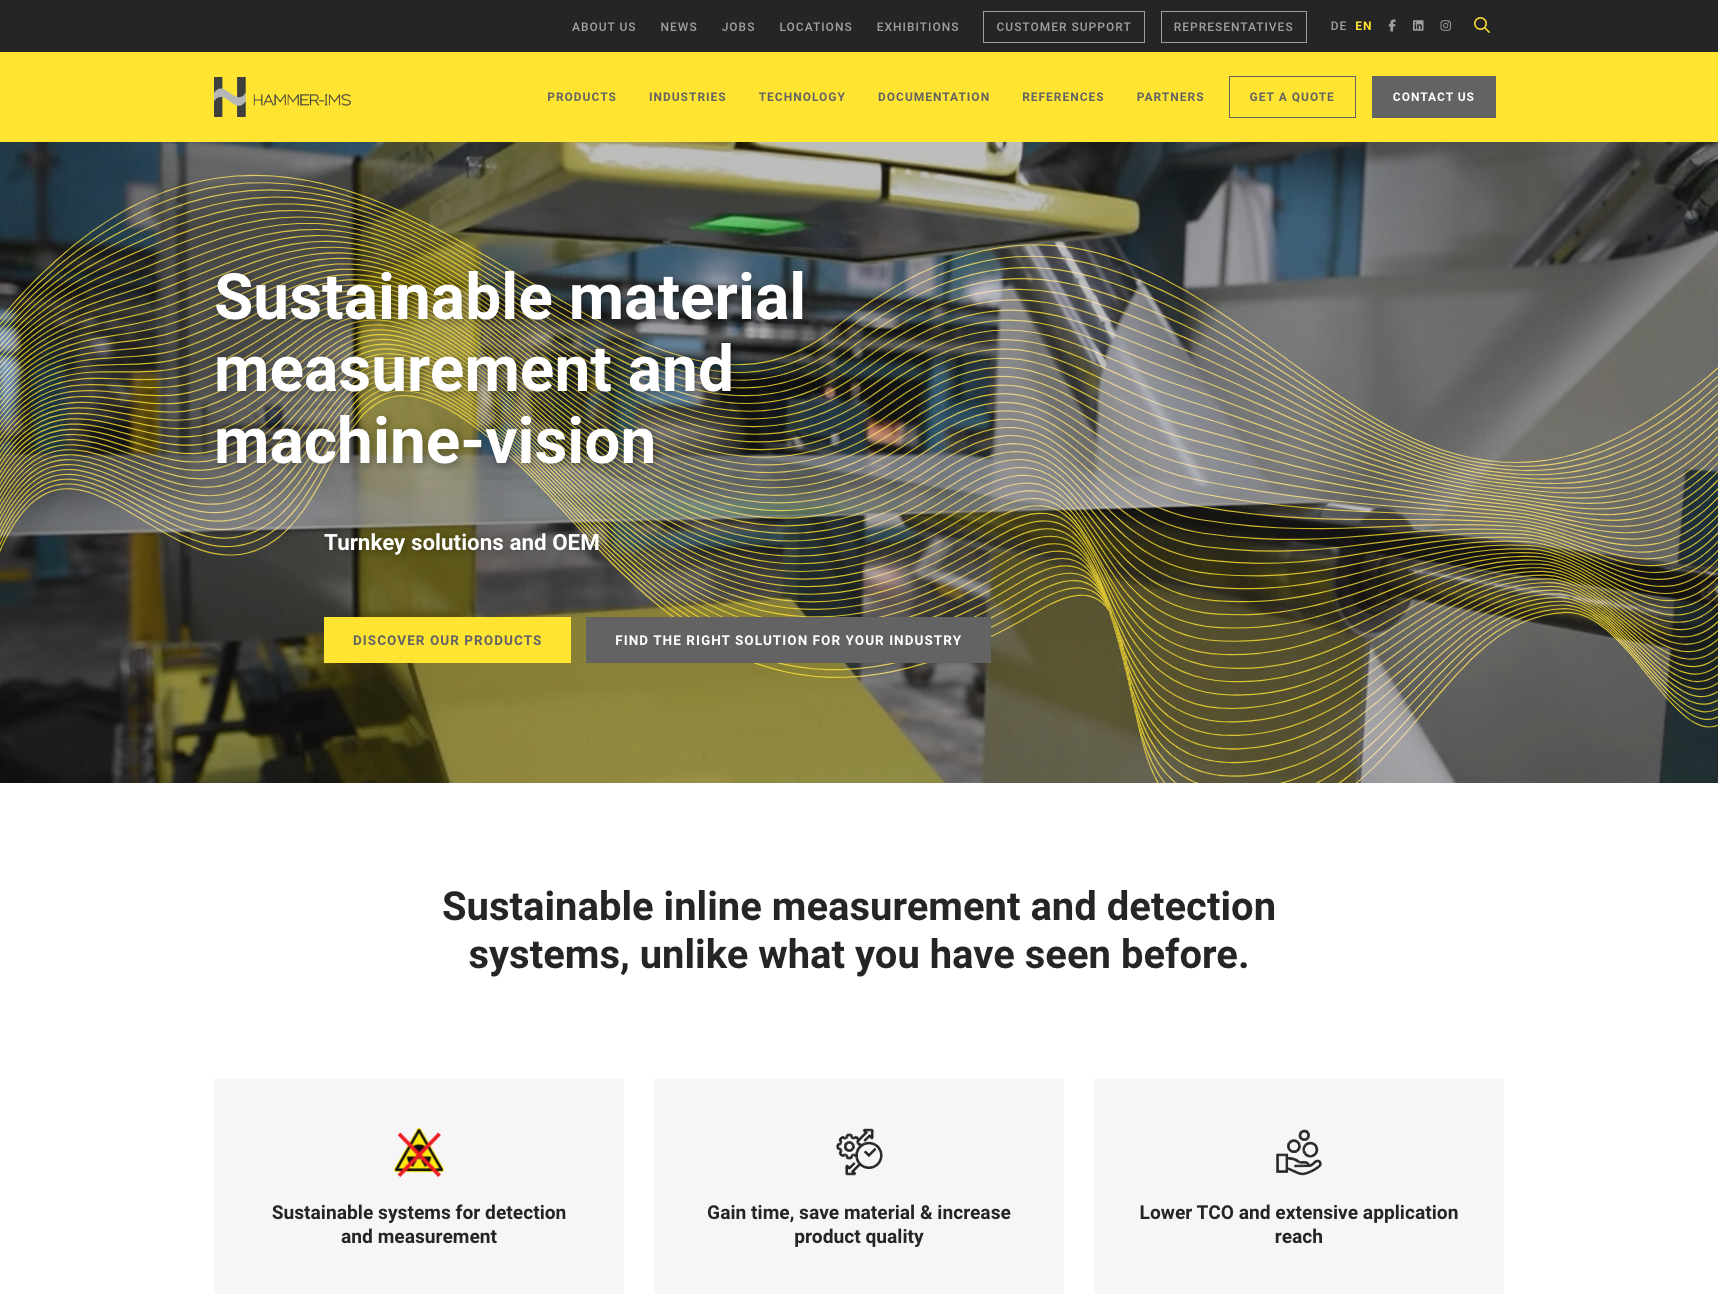 ABOUT US NEWS JOBS LOCATIONS EXHIBITIONS CUSTOMER SUPPORT REPRESENTATIVES DE EN
HAMMER-IMS PRODUCTS INDUSTRIES TECHNOLOGY DOCUMENTATION REFERENCES PARTNERS GET A QUOTE CONTACT US
Sustainable material
measurement and
machine-vision
Turnkey solutions and OEM
DISCOVER OUR PRODUCTS FIND THE RIGHT SOLUTION FOR YOUR INDUSTRY
Sustainable inline measurement and detection
systems, unlike what you have seen before.
Sustainable systems for detection
and measurement
Gain time, save material & increase
product quality
Lower TCO and extensive application
reach